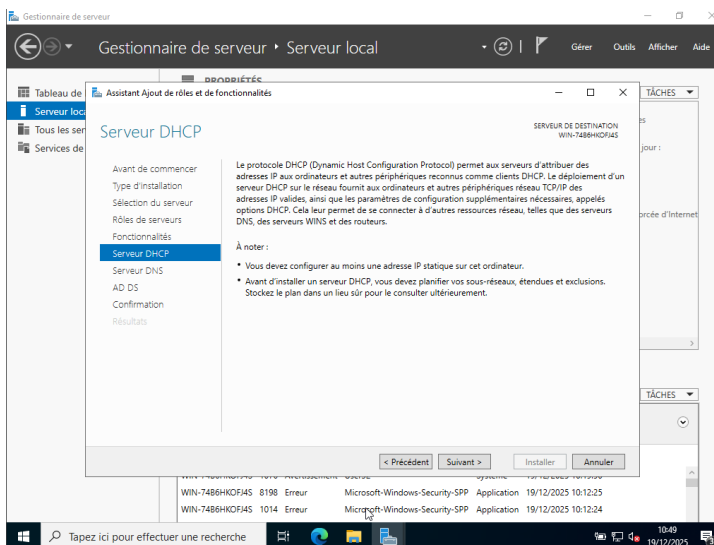 Gestionnaire de serveur
Gestionnaire de serveur • Serveur local
Gérer Outils Afficher Aide
PROPRIÉTÉS
TÂCHES
Tableau de
Serveur loca
Tous les ser
Services de
jour :
orcée d'Internet
Assistant Ajout de rôles et de fonctionnalités
Serveur DHCP
SERVEUR DE DESTINATION
WIN-74B6HKOFJ4S
Avant de commencer
Type d'installation
Sélection du serveur
Rôles de serveurs
Fonctionnalités
Serveur DHCP
Serveur DNS
AD DS
Confirmation
Résultats
Le protocole DHCP (Dynamic Host Configuration Protocol) permet aux serveurs d'attribuer des
adresses IP aux ordinateurs et autres périphériques reconnus comme clients DHCP. Le déploiement d'un
serveur DHCP sur le réseau fournit aux ordinateurs et autres périphériques réseau TCP/IP des
adresses IP valides, ainsi que les paramètres de configuration supplémentaires nécessaires, appelés
options DHCP. Cela leur permet de se connecter à d'autres ressources réseau, telles que des serveurs
DNS, des serveurs WINS et des routeurs.
À noter :
• Vous devez configurer au moins une adresse IP statique sur cet ordinateur.
• Avant d'installer un serveur DHCP, vous devez planifier vos sous-réseaux, étendues et exclusions.
Stockez le plan dans un lieu sûr pour le consulter ultérieurement.
< Précédent Suivant > Installer Annuler
TÂCHES
WIN-74B6HKOFJ4S 8198 Erreur Microsoft-Windows-Security-SPP Application 19/12/2025 10:12:25
WIN-74B6HKOFJ4S 1014 Erreur Microsoft-Windows-Security-SPP Application 19/12/2025 10:12:24
Tapez ici pour effectuer une recherche
10:49
19/12/2025